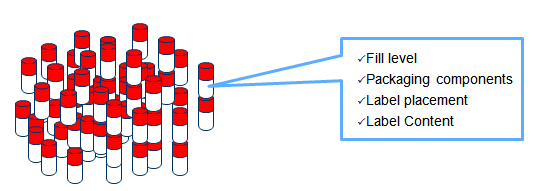 ✓Fill level
✓Packaging components
✓Label placement
✓Label Content